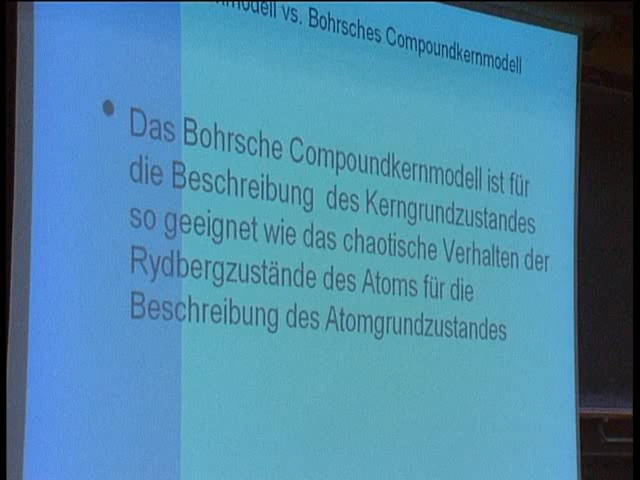 vs. Bohrsches Compoundkernmodell
• Das Bohrsche Compoundkernmodell ist für
die Beschreibung des Kerngrundzustandes
so geeignet wie das chaotische Verhalten der
Rydbergzustände des Atoms für die
Beschreibung des Atomgrundzustandes